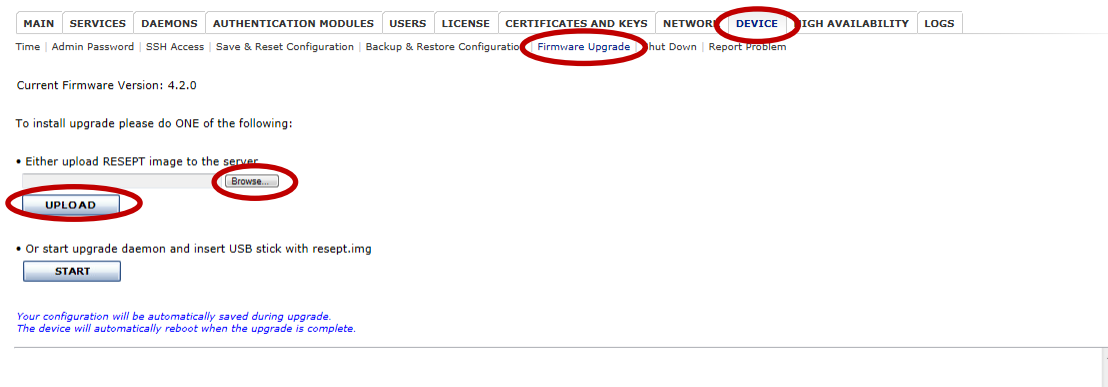 MAIN SERVICES DAEMONS AUTHENTICATION MODULES USERS LICENSE CERTIFICATES AND KEYS NETWORK DEVICE HIGH AVAILABILITY LOGS
Time | Admin Password | SSH Access | Save & Reset Configuration | Backup & Restore Configuration | Firmware Upgrade | Shut Down | Report Problem
Current Firmware Version: 4.2.0
To install upgrade please do ONE of the following:
• Either upload RESEPT image to the server
Browse...
UPLOAD
• Or start upgrade daemon and insert USB stick with resept.img
START
Your configuration will be automatically saved during upgrade.
The device will automatically reboot when the upgrade is complete.